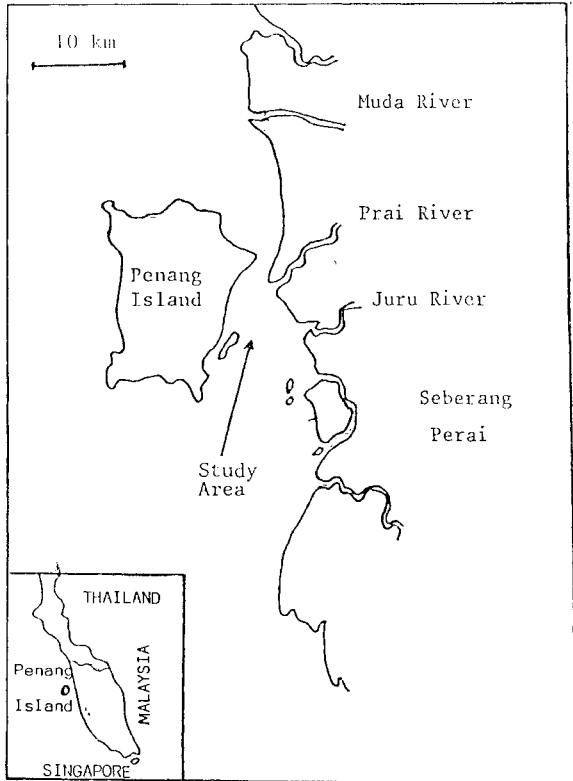 10 km
Muda River
Prai River
Penang
Island
Juru River
Seberang
Perai
Study
Area
THAILAND
Penang
Island
MALAYSIA
SINGAPORE